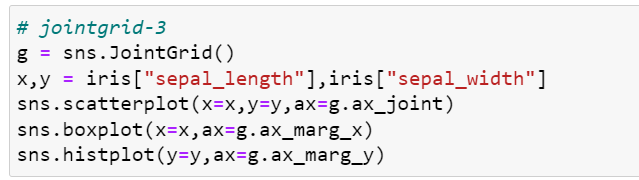 # jointgrid-3
g = sns.JointGrid()
x,y = iris["sepal_length"],iris["sepal_width"]
sns.scatterplot(x=x,y=y,ax=g.ax_joint)
sns.boxplot(x=x,ax=g.ax_marg_x)
sns.histplot(y=y,ax=g.ax_marg_y)